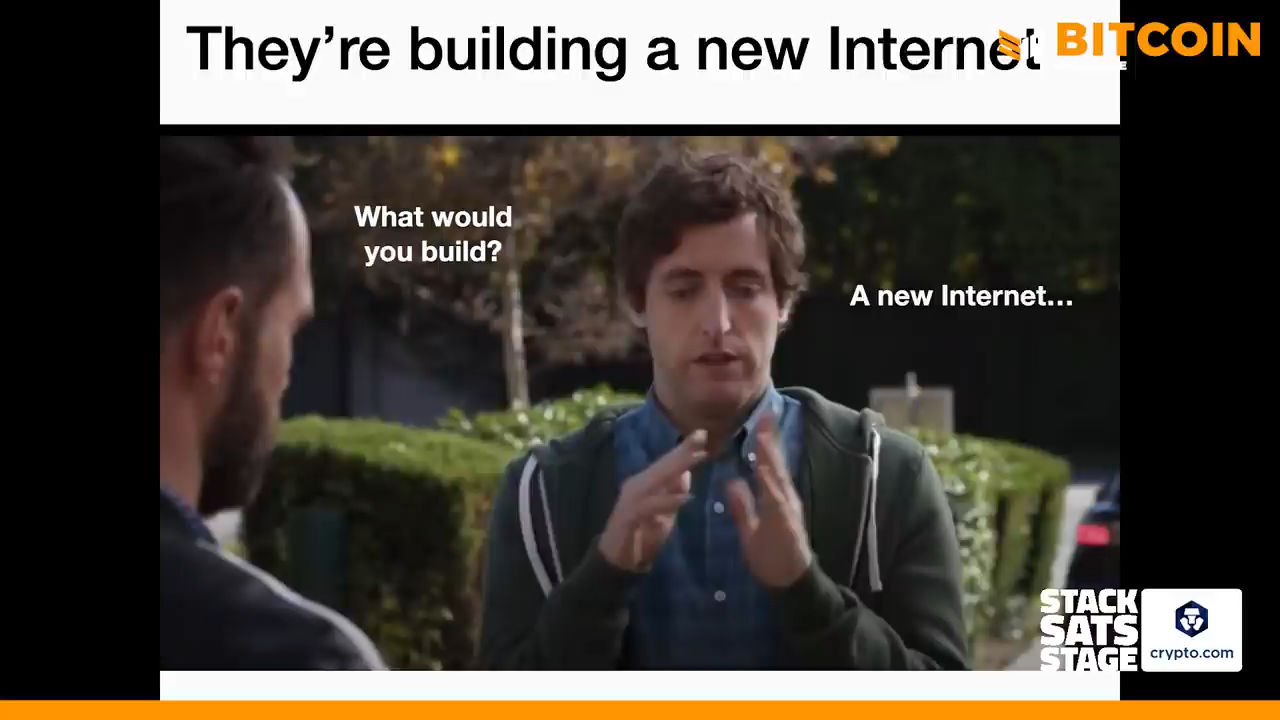 They're building a new Internet
BITCOIN
What would
you build?
A new Internet...
STACK
SATS
STAGE
crypto.com